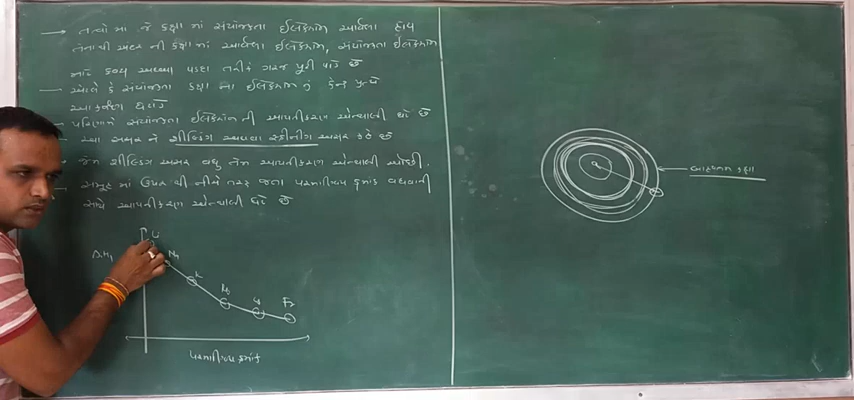 → તત્વો મા જે કક્ષા માં સંયોજકતા ઈલેક્ટ્રોન આવેલા હોય
તેનાથી અંદર ની કક્ષા માં આવેલા ઈલેક્ટ્રોન, સંયોજકતા ઈલેક્ટ્રોન
માટે કવચ અથવા પડદા તરીકે ગરજ પૂરી પાડે છે
→ એટલે કે સંયોજકતા કક્ષા ના ઈલેક્ટ્રોન નું કેન્દ્ર પ્રત્યે
આકર્ષણ ઘટાડે
- પરિણામે સંયોજકતા ઈલેક્ટ્રોન ની આયનીકરણ એન્થાલ્પી ઘટે છે
- આ અસર ને શીલ્ડિંગ અથવા સ્ક્રીનીંગ અસર કહે છે
જેમ શીલ્ડિંગ અસર વધુ તેમ આયનીકરણ એન્થાલ્પી ઓછી.
સમૂહ માં ઉપર થી નીચે તરફ જતા પરમાણ્વિય ક્રમાંક વધવાની
સાથે આયનીકરણ એન્થાલ્પી ઘટે છે
Li
Na
K
Rb
Cs
Fr
Δ.H₁
પરમાણ્વિય ક્રમાંક
બાહ્યતમ કક્ષા